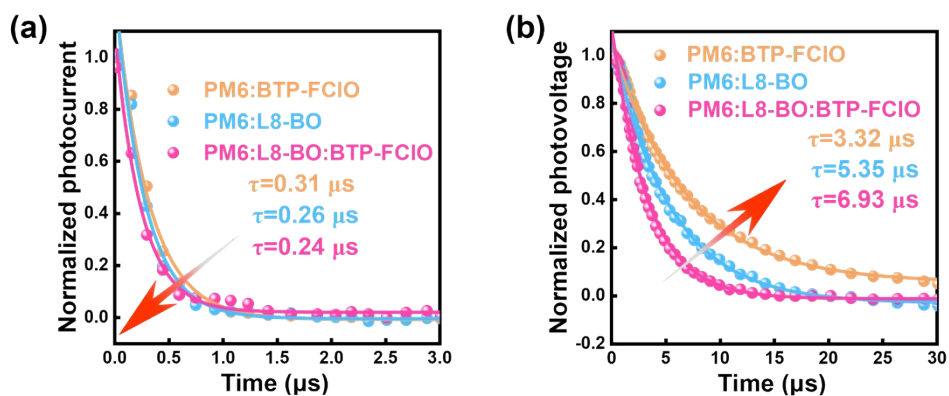 (a)
Normalized photocurrent
1.0
0.8
0.6
0.4
0.2
0.0
PM6:BTP-FClO
PM6:L8-BO
PM6:L8-BO:BTP-FClO
τ=0.31 μs
τ=0.26 μs
τ=0.24 μs
0.0 0.5 1.0 1.5 2.0 2.5 3.0
Time (μs)
(b)
Normalized photovoltage
1.0
0.8
0.6
0.4
0.2
0.0
-0.2
PM6:BTP-FClO
PM6:L8-BO
PM6:L8-BO:BTP-FClO
τ=3.32 μs
τ=5.35 μs
τ=6.93 μs
0 5 10 15 20 25 30
Time (μs)